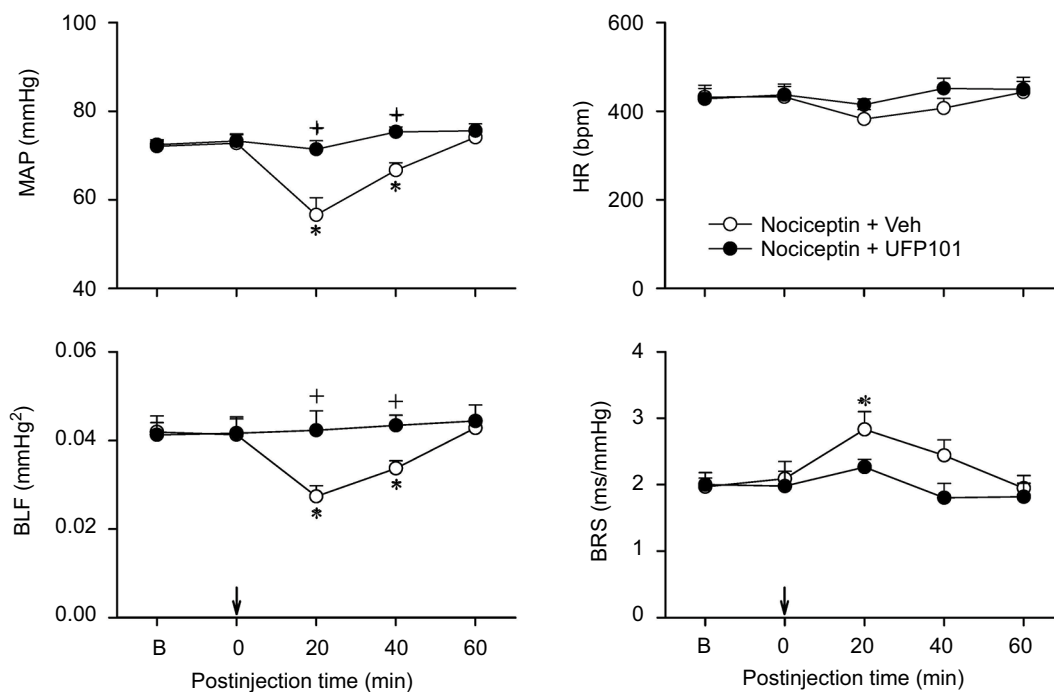 100
80
60
40
MAP (mmHg)
+
+
*
*
600
400
200
0
HR (bpm)
Nociceptin + Veh
Nociceptin + UFP101
0.06
0.04
0.02
0.00
BLF (mmHg²)
+
+
*
*
B 0 20 40 60
Postinjection time (min)
4
3
2
1
0
BRS (ms/mmHg)
*
B 0 20 40 60
Postinjection time (min)